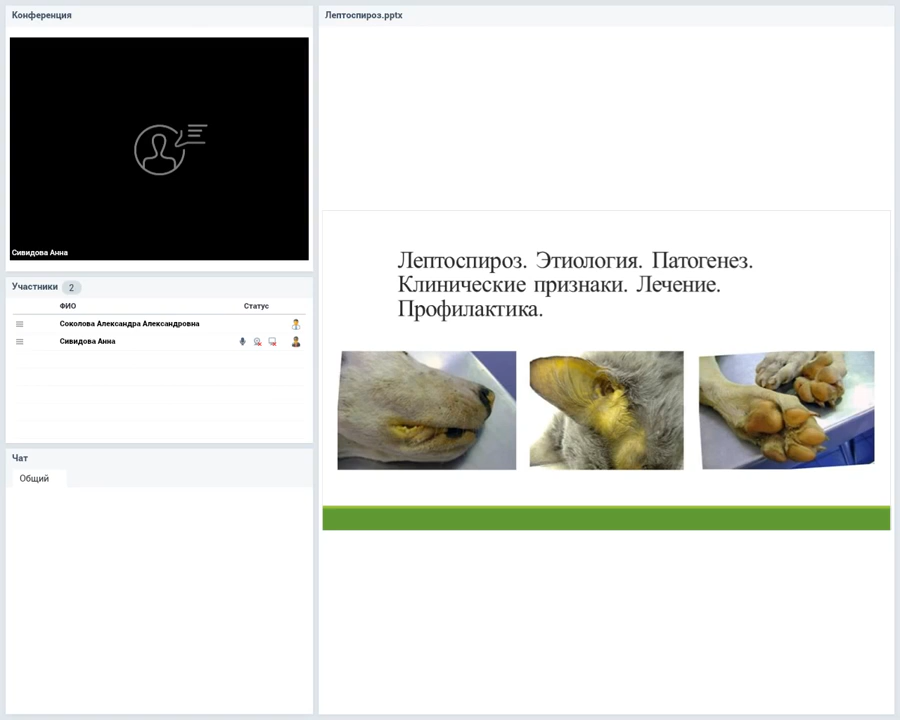 Конференция
Сивидова Анна
Участники 2
ФИО Статус
Соколова Александра Александровна
Сивидова Анна
Чат
Общий
Лептоспироз.pptx
Лептоспироз. Этиология. Патогенез.
Клинические признаки. Лечение.
Профилактика.